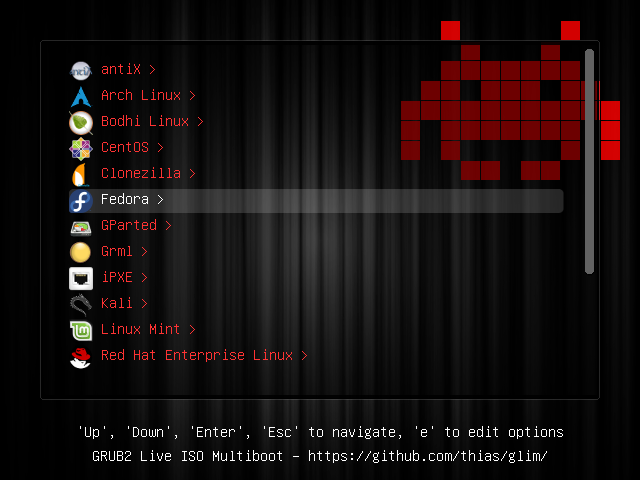 antiX >
Arch Linux >
Bodhi Linux >
CentOS >
Clonezilla >
Fedora >
GParted >
Grml >
iPXE >
Kali >
Linux Mint >
Red Hat Enterprise Linux >
'Up', 'Down', 'Enter', 'Esc' to navigate, 'e' to edit options
GRUB2 Live ISO Multiboot – https://github.com/thias/glim/